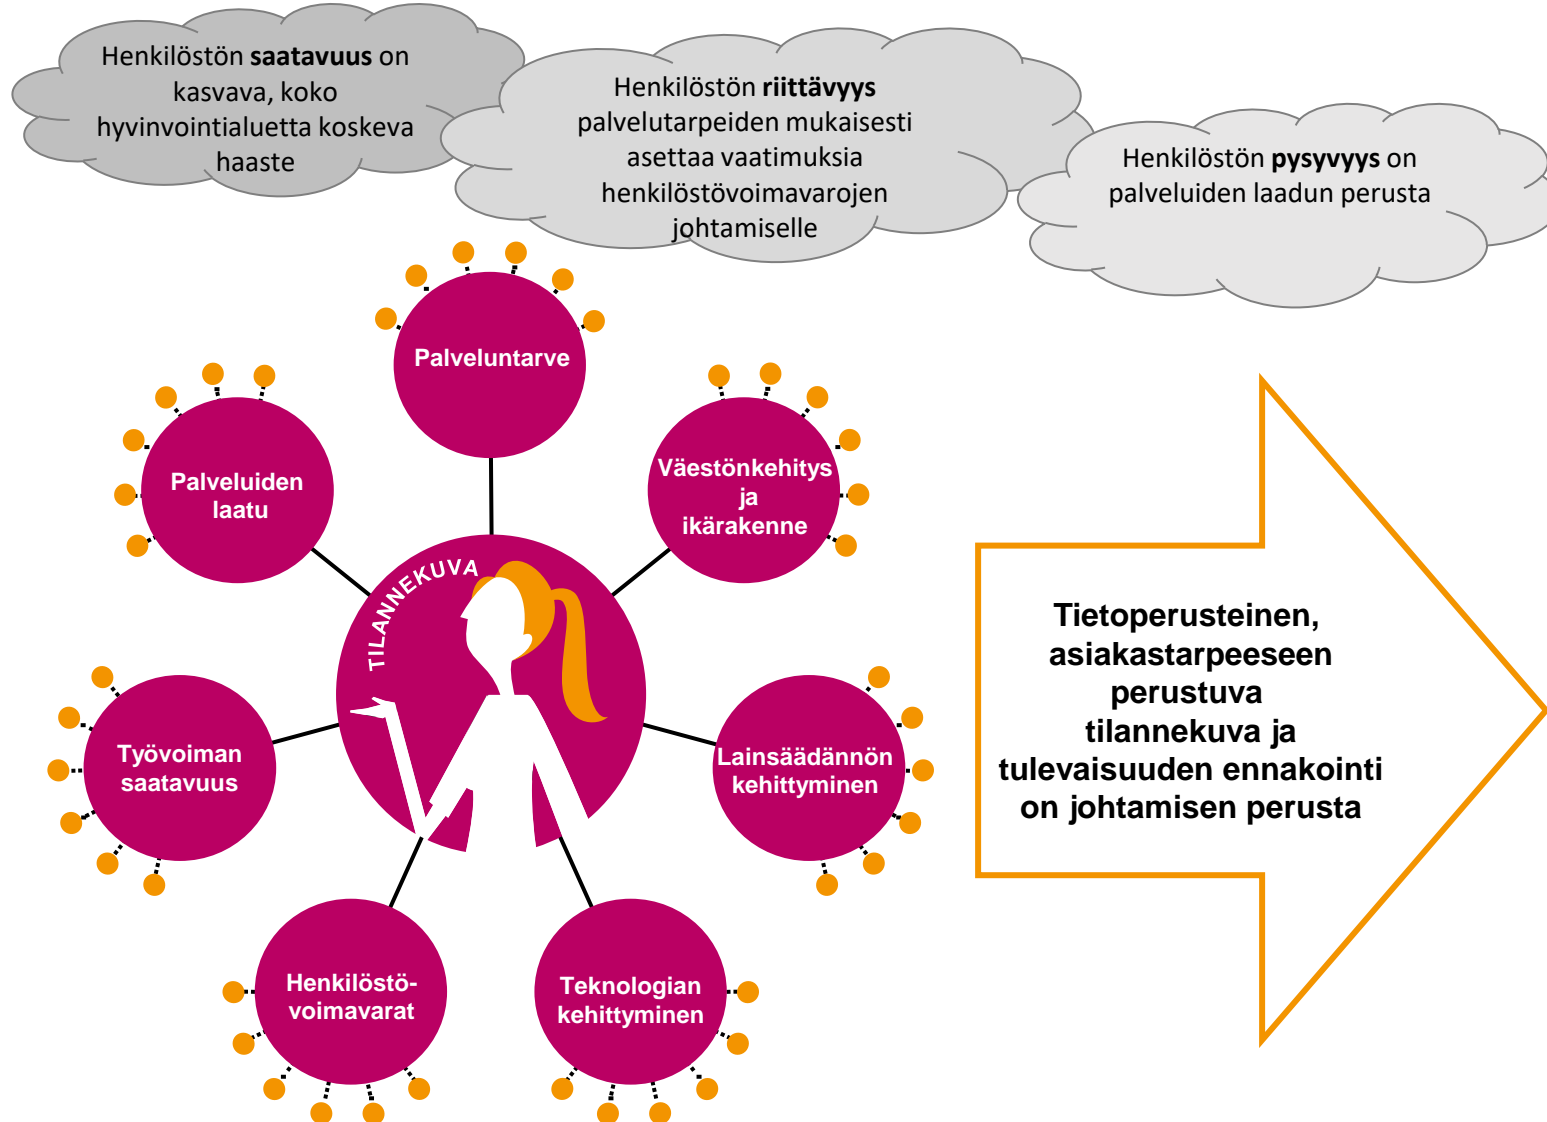 Henkilöstön saatavuus on
kasvava, koko
hyvinvointialuetta koskeva
haaste
Henkilöstön riittävyys
palvelutarpeiden mukaisesti
asettaa vaatimuksia
henkilöstövoimavarojen
johtamiselle
Henkilöstön pysyvyys on
palveluiden laadun perusta
Palveluntarve
Palveluiden
laatu
Väestönkehitys
ja
ikärakenne
TILANNEKUVA
Työvoiman
saatavuus
Lainsäädännön
kehittyminen
Henkilöstö-
voimavarat
Teknologian
kehittyminen
Tietoperusteinen,
asiakastarpeeseen
perustuva
tilannekuva ja
tulevaisuuden ennakointi
on johtamisen perusta